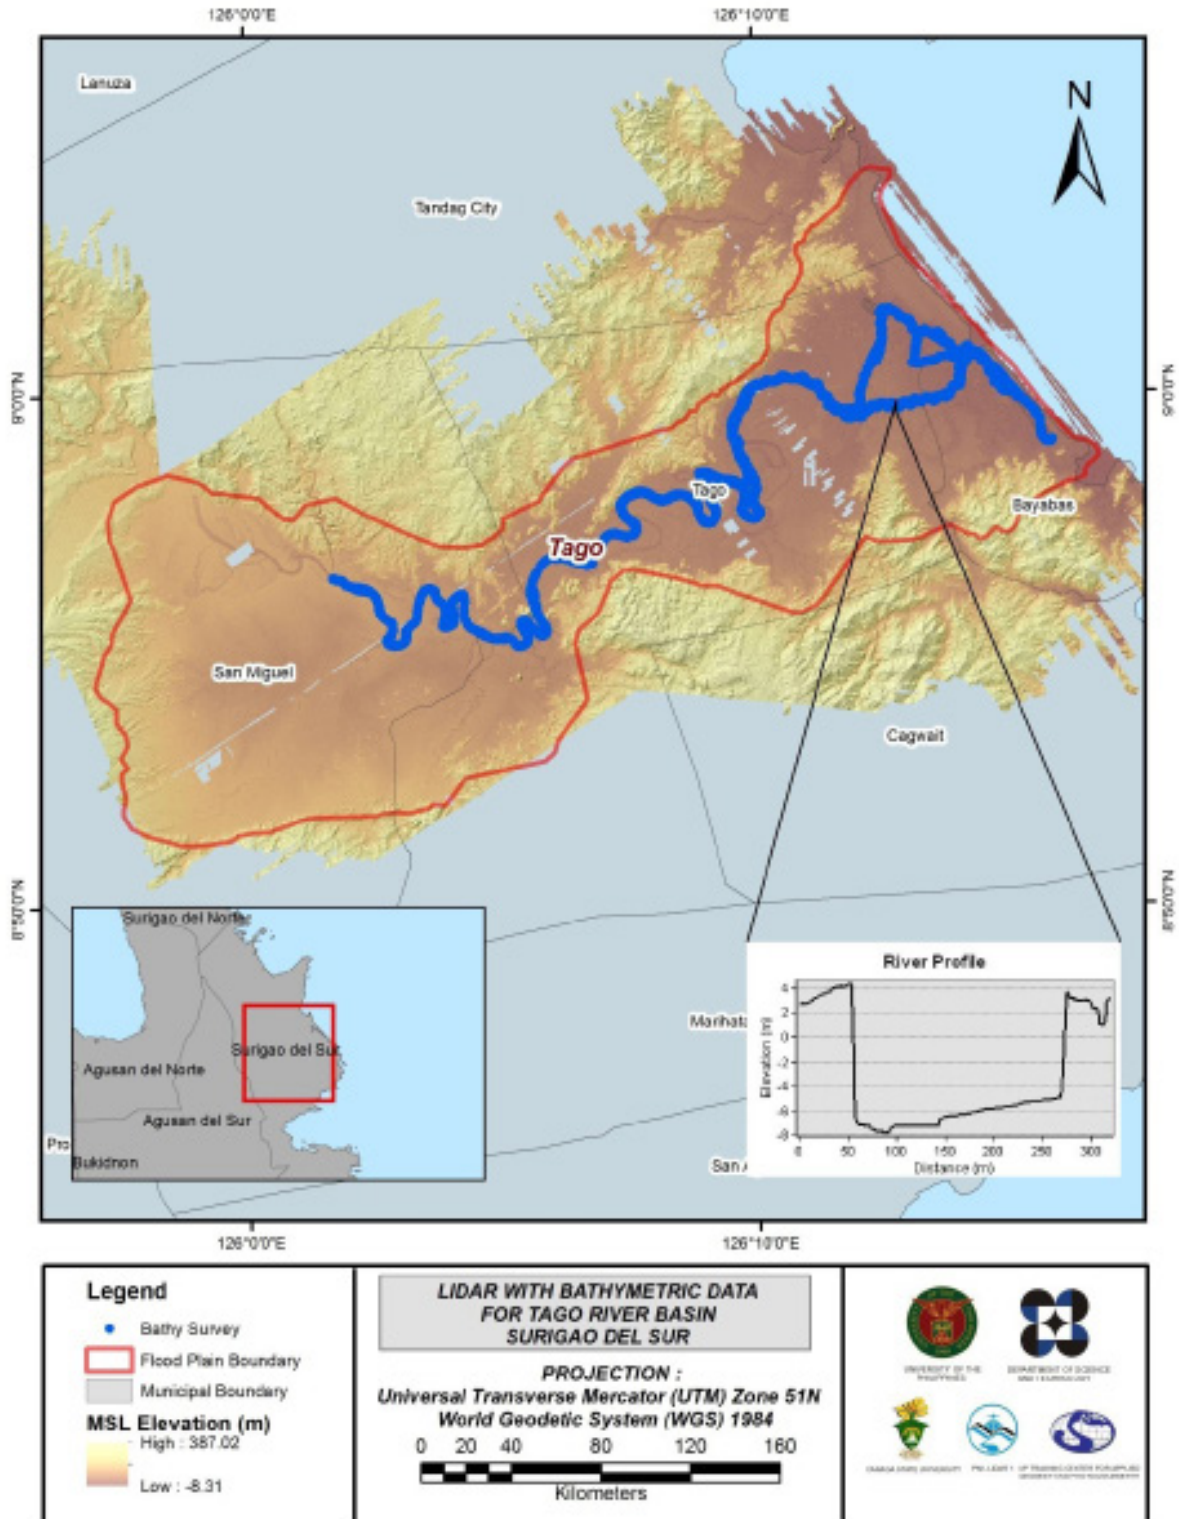 126°0'0"E
126°10'0"E
Lanuza
N
Tandag City
9°0'0"N
9°0'0"N
Tago
Tago
Bayabas
San Miguel
Cagwait
8°50'0"N
8°50'0"N
Surigao del Norte
Surigao del Sur
Agusan del Norte
Agusan del Sur
Bukidnon
Pro
Marihata
San A
River Profile
Elevation (m)
4
2
0
-2
-4
-6
-8
0 50 100 150 200 250 300
Distance (m)
126°0'0"E
126°10'0"E
Legend
Bathy Survey
Flood Plain Boundary
Municipal Boundary
MSL Elevation (m)
High : 387.02
Low : -8.31
LIDAR WITH BATHYMETRIC DATA
FOR TAGO RIVER BASIN
SURIGAO DEL SUR
PROJECTION :
Universal Transverse Mercator (UTM) Zone 51N
World Geodetic System (WGS) 1984
0 20 40 80 120 160
Kilometers
UNIVERSITY OF THE
PHILIPPINES
DEPARTMENT OF SCIENCE